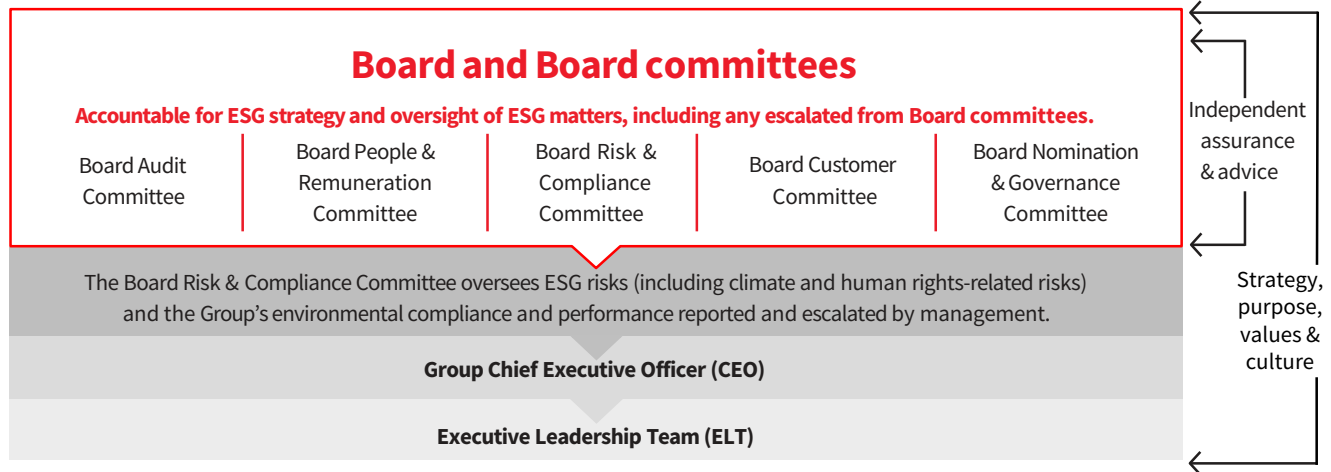 Board and Board committees
Accountable for ESG strategy and oversight of ESG matters, including any escalated from Board committees.
Board Audit
Committee
Board People &
Remuneration
Committee
Board Risk &
Compliance
Committee
Board Customer
Committee
Board Nomination
& Governance
Committee
The Board Risk & Compliance Committee oversees ESG risks (including climate and human rights-related risks)
and the Group's environmental compliance and performance reported and escalated by management.
Group Chief Executive Officer (CEO)
Executive Leadership Team (ELT)
Independent
assurance
& advice
Strategy,
purpose,
values &
culture